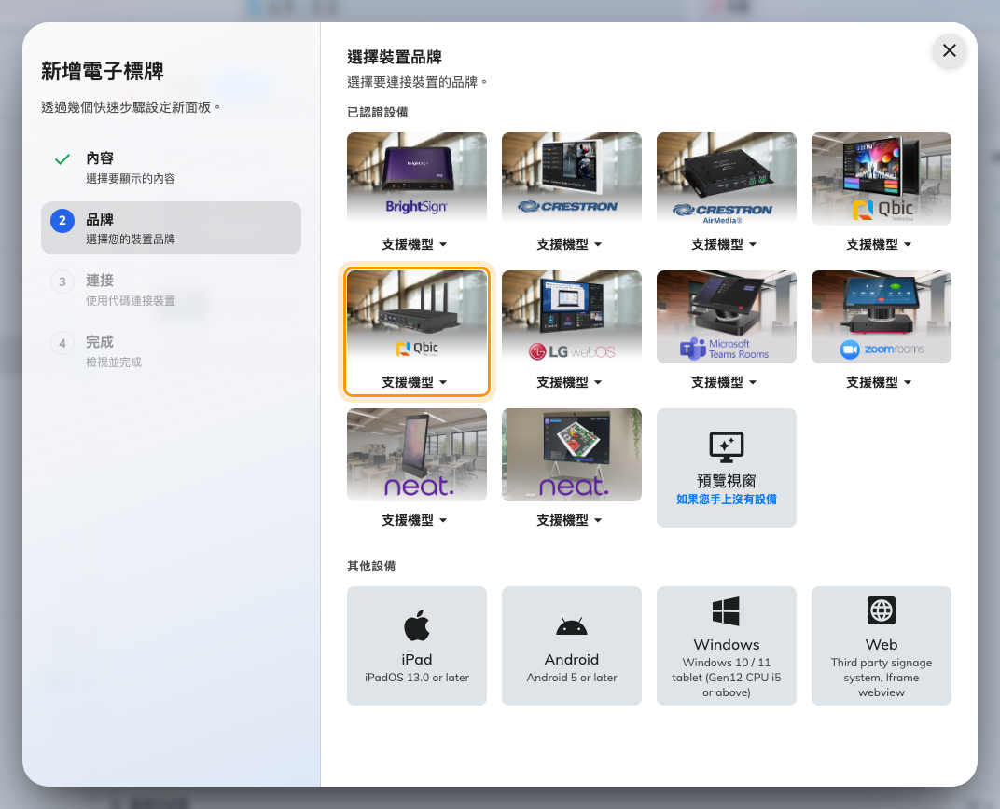 新增電子標牌
透過幾個快速步驟設定新面板。
內容
選擇要顯示的內容
2
品牌
選擇您的裝置品牌
3
連接
使用代碼連接裝置
4
完成
檢視並完成
選擇裝置品牌
選擇要連接裝置的品牌。
已認證設備
BrightSign
BrightSign
支援機型
CRESTRON
支援機型
CRESTRON
AirMedia®
支援機型
Qbic
Technology
支援機型
Qbic
支援機型
LG webOS
支援機型
Microsoft
Teams Rooms
支援機型
zoomrooms
支援機型
neat.
支援機型
neat.
支援機型
預覽視窗
如果您手上沒有設備
其他設備
iPad
iPadOS 13.0 or later
Android
Android 5 or later
Windows
Windows 10 / 11
tablet (Gen12 CPU i5
or above)
Web
Third party signage
system, Iframe
webview